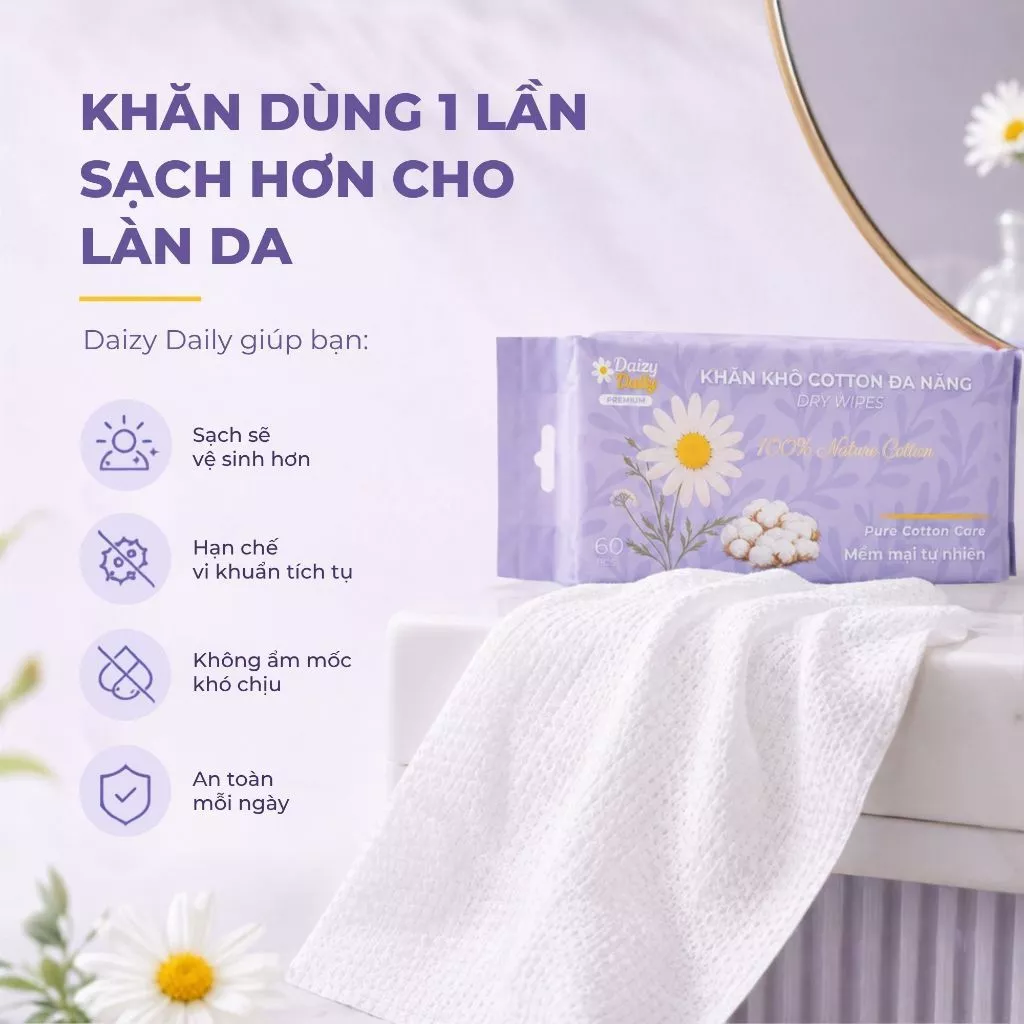 KHĂN DÙNG 1 LẦN
SẠCH HƠN CHO
LÀN DA
Daizy Daily giúp bạn:
Sạch sẽ
vệ sinh hơn
Hạn chế
vi khuẩn tích tụ
Không ẩm mốc
khó chịu
An toàn
mỗi ngày
Daizy
Daily
PREMIUM
KHĂN KHÔ COTTON ĐA NĂNG
DRY WIPES
100% Nature Cotton
Pure Cotton Care
Mềm mại tự nhiên
60
PCS